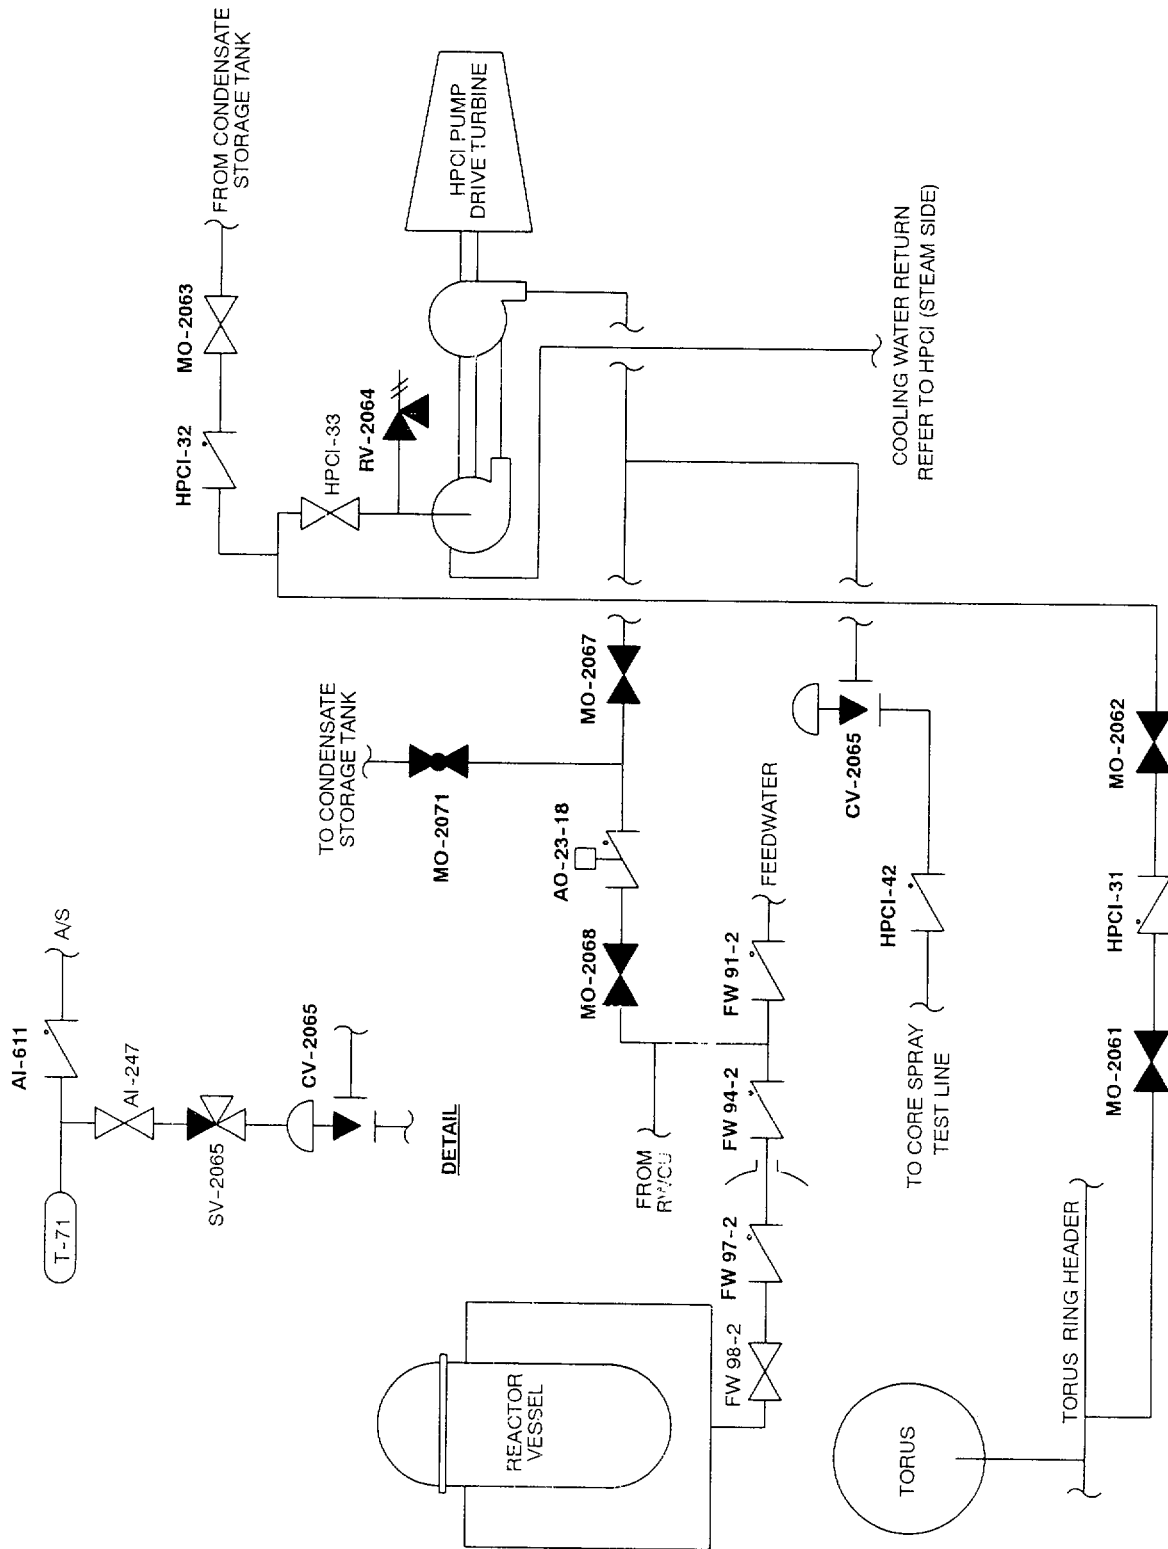 T-71
AI-611
A/S
AI-247
SV-2065
CV-2065
DETAIL
REACTOR
VESSEL
FW 98-2
FW 97-2
FW 94-2
FW 91-2
FEEDWATER
FROM
RWCU
MO-2068
AO-23-18
MO-2067
MO-2071
TO CONDENSATE
STORAGE TANK
FROM CONDENSATE
STORAGE TANK
MO-2063
HPCI-32
HPCI-33
RV-2064
HPCI PUMP
DRIVE TURBINE
COOLING WATER RETURN
REFER TO HPCI (STEAM SIDE)
CV-2065
HPCI-42
TO CORE SPRAY
TEST LINE
TORUS
TORUS RING HEADER
MO-2061
HPCI-31
MO-2062